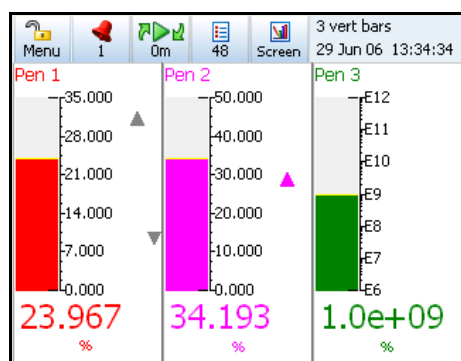 Menu 1 0m 48 Screen
3 vert bars
29 Jun 06 13:34:34
Pen 1 Pen 2 Pen 3
35.000 50.000 E12
E11
28.000 40.000
E10
21.000 30.000
E9
14.000 20.000
E8
7.000 10.000
E7
0.000 0.000 E6
23.967 34.193 1.0e+09
% % %